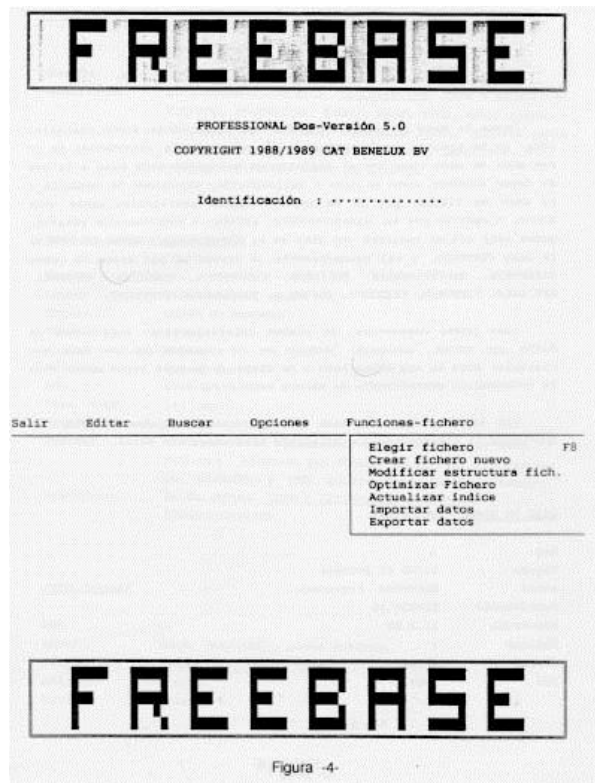 FREEBASE
PROFESSIONAL Dos-Versión 5.0
COPYRIGHT 1988/1989 CAT BENELUX BV
Identificación : ················
Salir Editar Buscar Opciones Funciones-fichero
Elegir fichero F8
Crear fichero nuevo
Modificar estructura fich.
Optimizar Fichero
Actualizar índice
Importar datos
Exportar datos
FREEBASE
Figura -4-